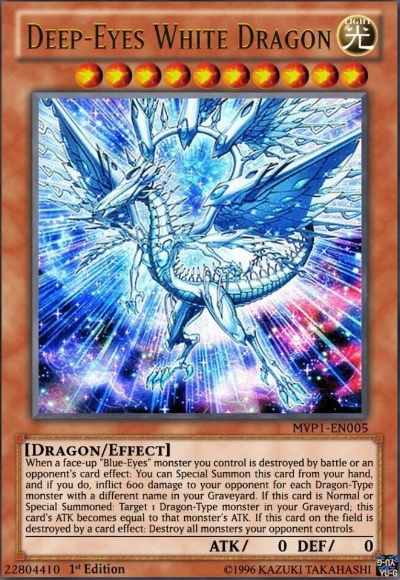 DEEP-EYES WHITE DRAGON
LIGHT
光
MVP1-EN005
[DRAGON/EFFECT]
When a face-up "Blue-Eyes" monster you control is destroyed by battle or an
opponent's card effect: You can Special Summon this card from your hand,
and if you do, inflict 600 damage to your opponent for each Dragon-Type
monster with a different name in your Graveyard. If this card is Normal or
Special Summoned: Target 1 Dragon-Type monster in your Graveyard; this
card's ATK becomes equal to that monster's ATK. If this card on the field is
destroyed by a card effect: Destroy all monsters your opponent controls.
ATK/ 0 DEF/ 0
22804410 1st Edition ©1996 KAZUKI TAKAHASHI